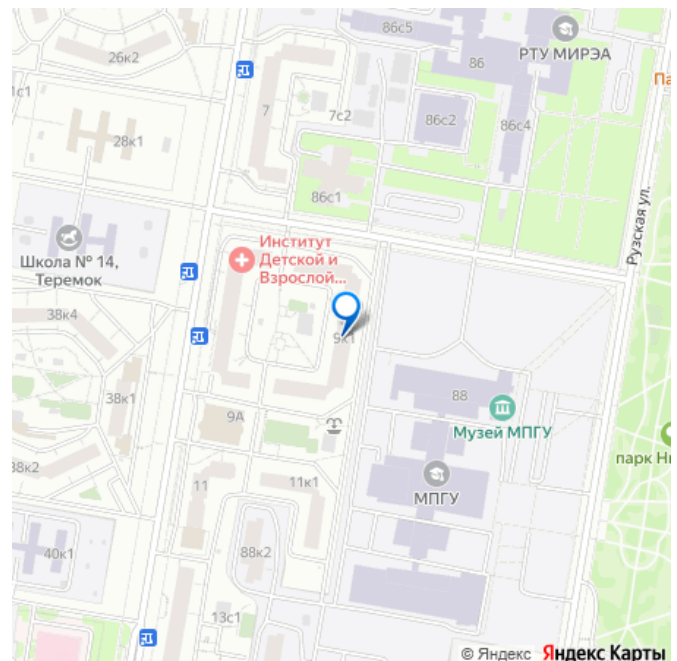 86с5
26к2
86
РТУ МИРЭА
Па
1с1
7
7с2
86с2
86с4
28к1
86с1
Рузская ул.
Институт
Детской и
Взрослой...
Школа № 14,
Теремок
38к4
9к1
38к1
88
9А
Музей МПГУ
парк Ни
38к2
11
11к1
МПГУ
40к1
88к2
13с1
© Яндекс Яндекс Карты